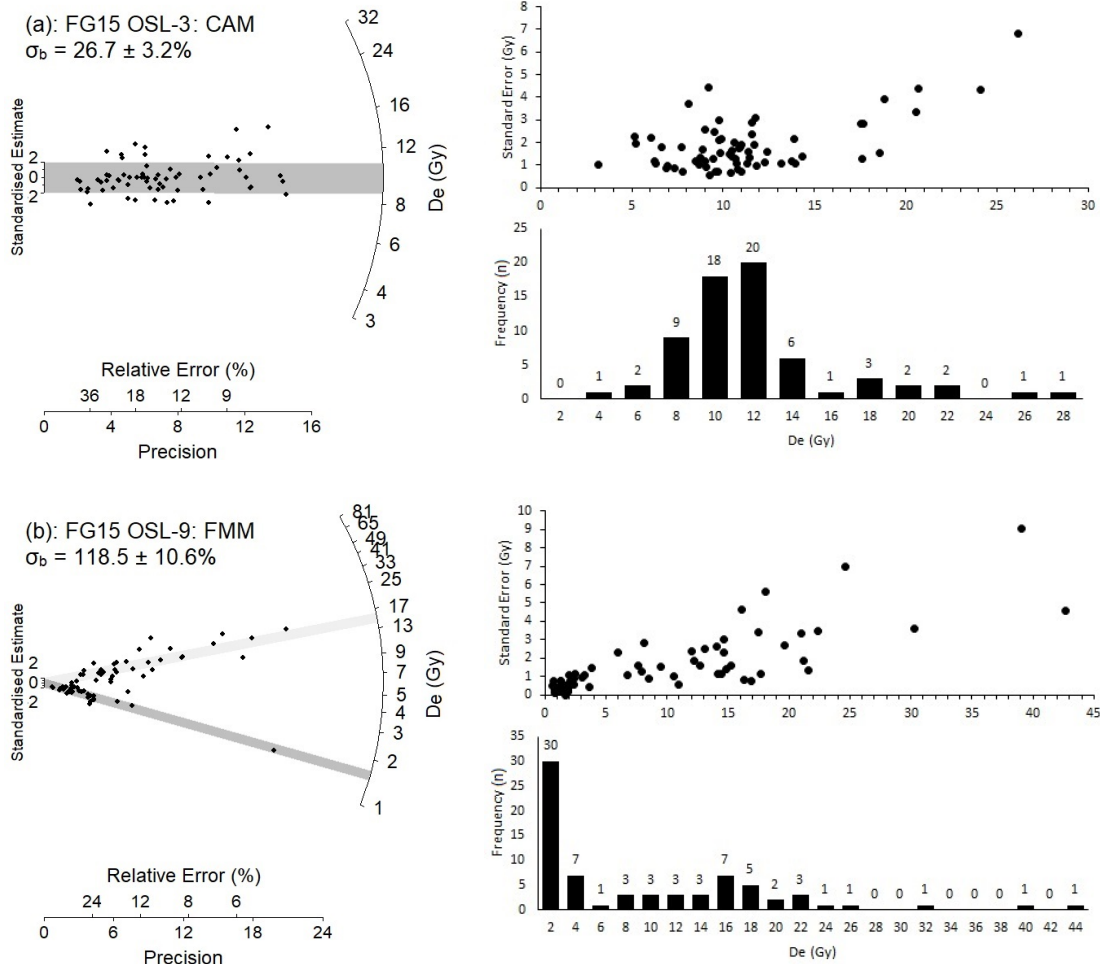 (a): FG15 OSL-3: CAM
σb = 26.7 ± 3.2%
Standardised Estimate
2
0
2
32
24
16
12
8
6
4
3
De (Gy)
Relative Error (%)
36 18 12 9
0 4 8 12 16
Precision
Standard Error (Gy)
8
7
6
5
4
3
2
1
0
0 5 10 15 20 25 30
Frequency (n)
25
20
15
10
5
0
0 1 2 9 18 20 6 1 3 2 2 0 1 1
2 4 6 8 10 12 14 16 18 20 22 24 26 28
De (Gy)
(b): FG15 OSL-9: FMM
σb = 118.5 ± 10.6%
Standardised Estimate
2
0
2
81
65
49
41
33
25
17
13
9
7
5
4
3
2
1
De (Gy)
Relative Error (%)
24 12 8 6
0 6 12 18 24
Precision
Standard Error (Gy)
10
9
8
7
6
5
4
3
2
1
0
0 5 10 15 20 25 30 35 40 45
Frequency (n)
35
30
25
20
15
10
5
0
30 7 1 3 3 3 3 7 5 2 3 1 1 0 0 1 0 0 0 1 0 1
2 4 6 8 10 12 14 16 18 20 22 24 26 28 30 32 34 36 38 40 42 44
De (Gy)